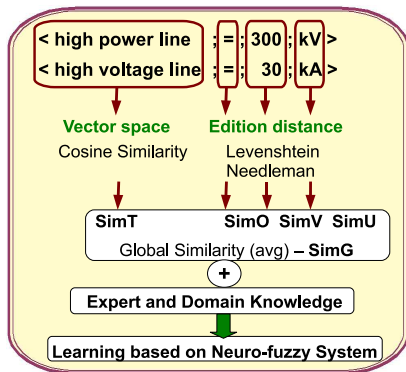 < high power line ; = ; 300 ; kV >
< high voltage line ; = ; 30 ; kA >
Vector space Edition distance
Cosine Similarity Levenshtein
Needleman
SimT SimO SimV SimU
Global Similarity (avg) – SimG
+
Expert and Domain Knowledge
Learning based on Neuro-fuzzy System